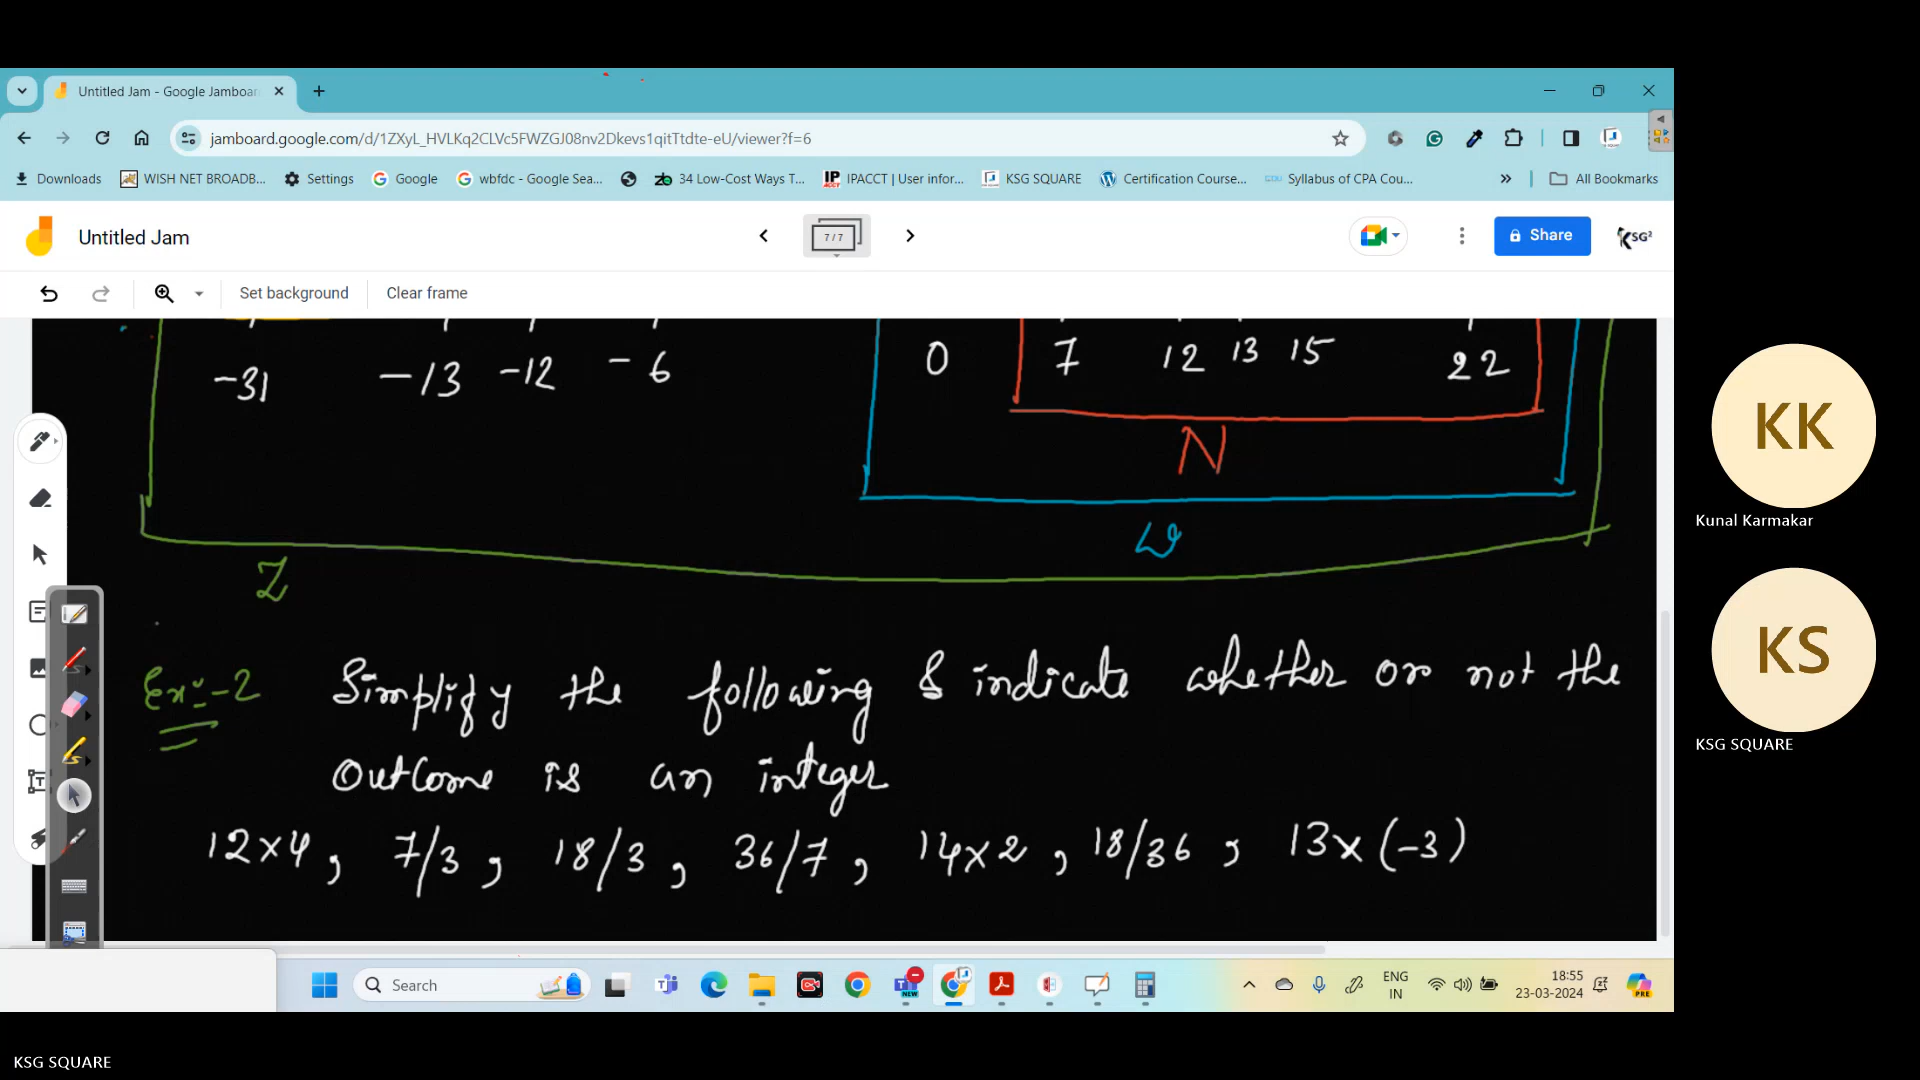 Untitled Jam - Google Jamboar
jamboard.google.com/d/1ZXyL_HVLKq2CLVc5FWZGJ08nv2Dkevs1qitTtdte-eU/viewer?f=6
Downloads WISH NET BROADB... Settings Google wbfdc - Google Sea... 34 Low-Cost Ways T... IPACCT | User infor... KSG SQUARE Certification Course... Syllabus of CPA Cou... » All Bookmarks
Untitled Jam 7 / 7 Share KSG²
Set background Clear frame
-31 -13 -12 -6 0 7 12 13 15 22
N
W
Z
Ex:-2 Simplify the following & indicate whether or not the
outcome is an integer
12×4, 7/3, 18/3, 36/7, 14×2, 18/36, 13×(-3)
KK
Kunal Karmakar
KS
KSG SQUARE
Search
ENG
IN
18:55
23-03-2024
KSG SQUARE